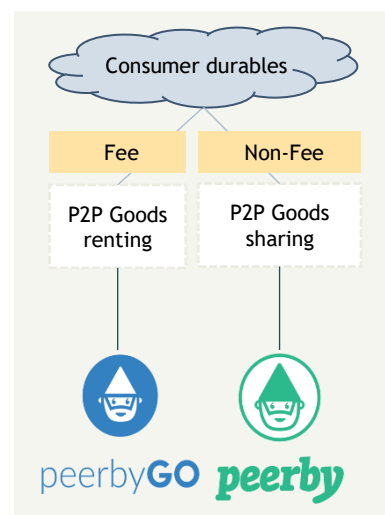 Consumer durables
Fee
Non-Fee
P2P Goods
renting
P2P Goods
sharing
peerbyGO
peerby